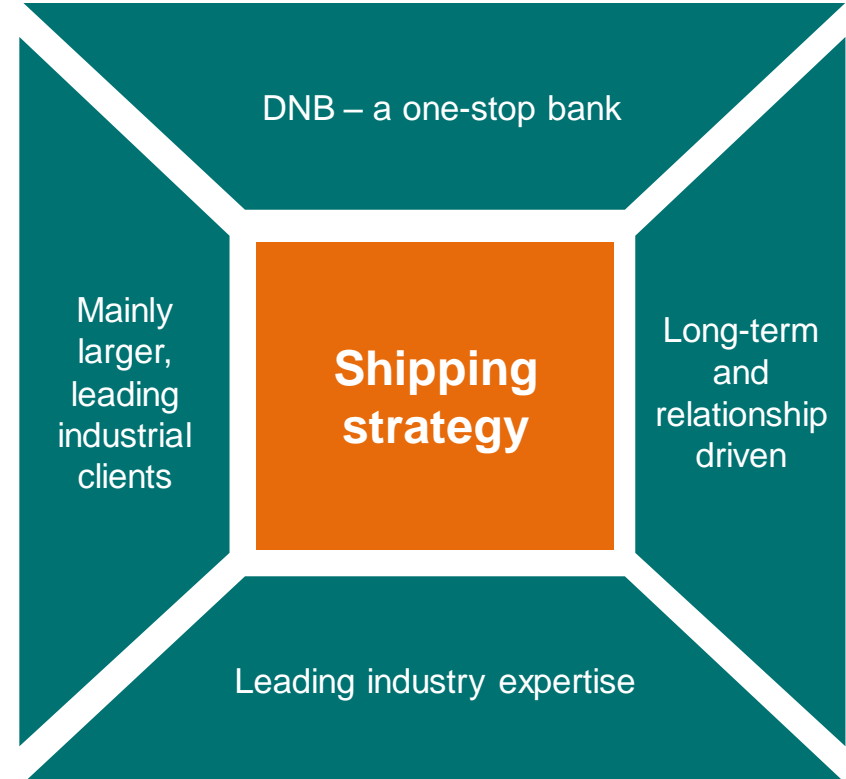 DNB – a one-stop bank
Mainly
larger,
leading
industrial
clients
Shipping
strategy
Long-term
and
relationship
driven
Leading industry expertise